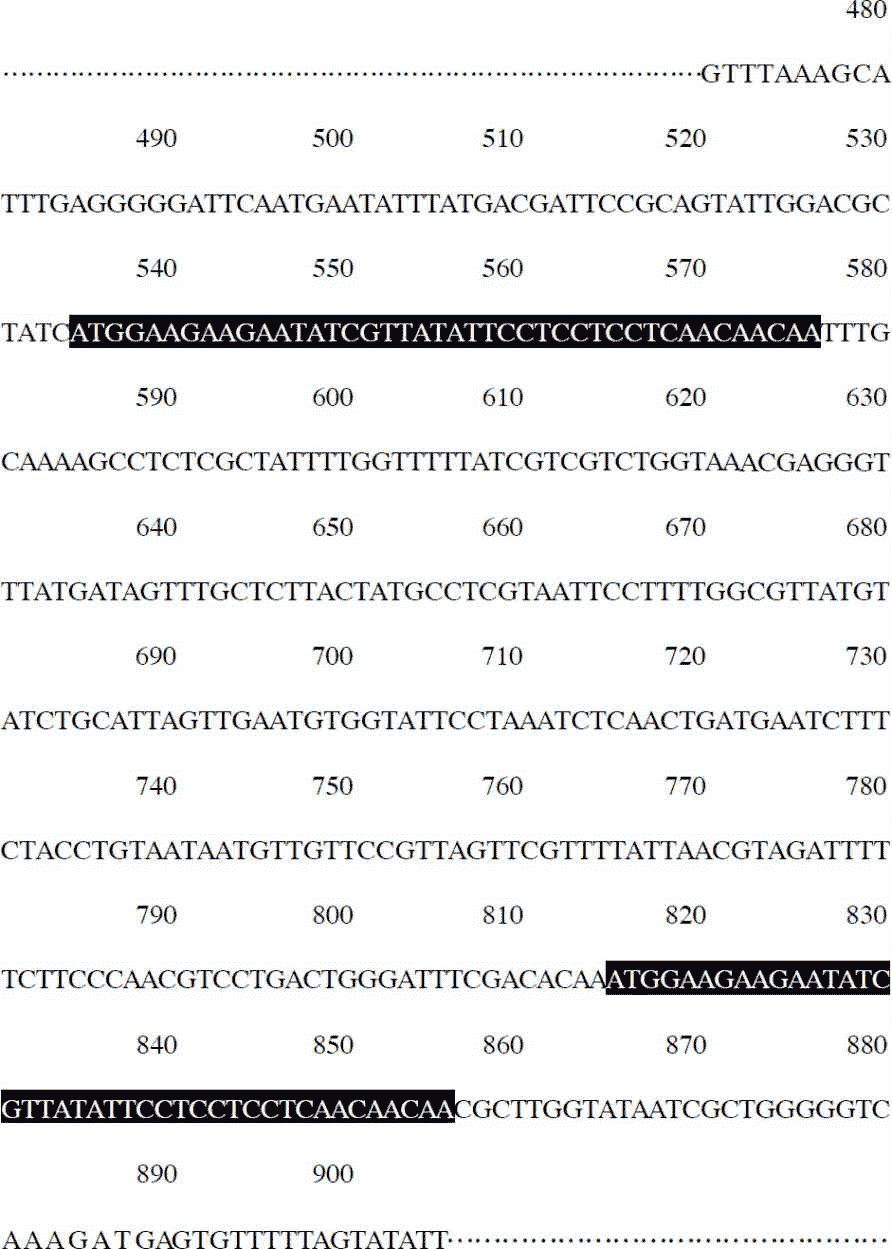 480
……………………………………………………………………GTTTAAAGCA
490 500 510 520 530
TTTGAGGGGGATTCAATGAATATTTATGACGATTCCGCAGTATTGGACGC
540 550 560 570 580
TATCATGGAAGAAGAATATCGTTATATTCCTCCTCCTCAACAACAATTTG
590 600 610 620 630
CAAAAGCCTCTCGCTATTTTGGTTTTTATCGTCGTCTGGTAAACGAGGGT
640 650 660 670 680
TTATGATAGTTTGCTCTTACTATGCCTCGTAATTCCTTTTGGCGTTATGT
690 700 710 720 730
ATCTGCATTAGTTGAATGTGGTATTCCTAAATCTCAACTGATGAATCTTT
740 750 760 770 780
CTACCTGTAATAATGTTGTTCCGTTAGTTCGTTTTATTAACGTAGATTTT
790 800 810 820 830
TCTTCCCAACGTCCTGACTGGGATTTCGACACAAATGGAAGAAGAATATC
840 850 860 870 880
GTTATATTCCTCCTCCTCAACAACAACGCTTGGTATAATCGCTGGGGGTC
890 900
AAAGATGAGTGTTTTTAGTATATT…………………………………………